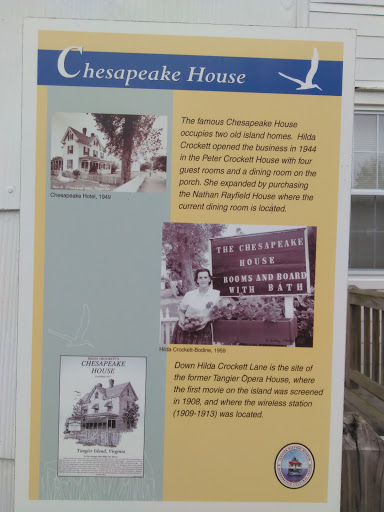 Chesapeake House
The famous Chesapeake House
occupies two old island homes. Hilda
Crockett opened the business in 1944
in the Peter Crockett House with four
guest rooms and a dining room on the
porch. She expanded by purchasing
the Nathan Rayfield House where the
current dining room is located.
Chesapeake Hotel, 1949
THE CHESAPEAKE
HOUSE
ROOMS AND BOARD
WITH BATH
Hilda Crockett-Bodine, 1959
Down Hilda Crockett Lane is the site of
the former Tangier Opera House, where
the first movie on the island was screened
in 1908, and where the wireless station
(1909-1913) was located.
HILDA CROCKETT'S
CHESAPEAKE
HOUSE
Tangier Island, Virginia